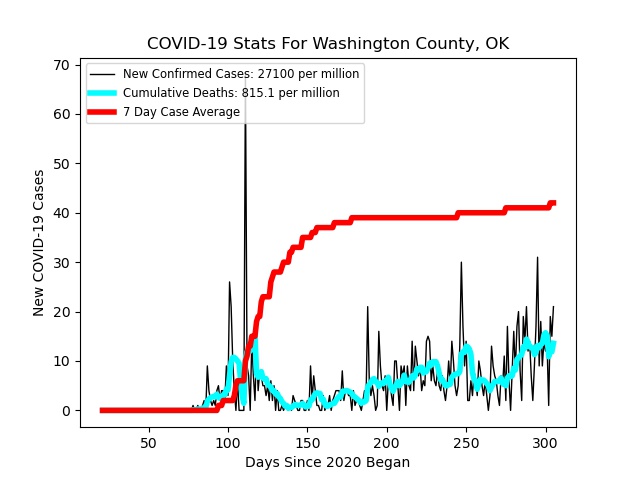 COVID-19 Stats For Washington County, OK
New Confirmed Cases: 27100 per million
Cumulative Deaths: 815.1 per million
7 Day Case Average
New COVID-19 Cases
70
60
50
40
30
20
10
0
50
100
150
200
250
300
Days Since 2020 Began